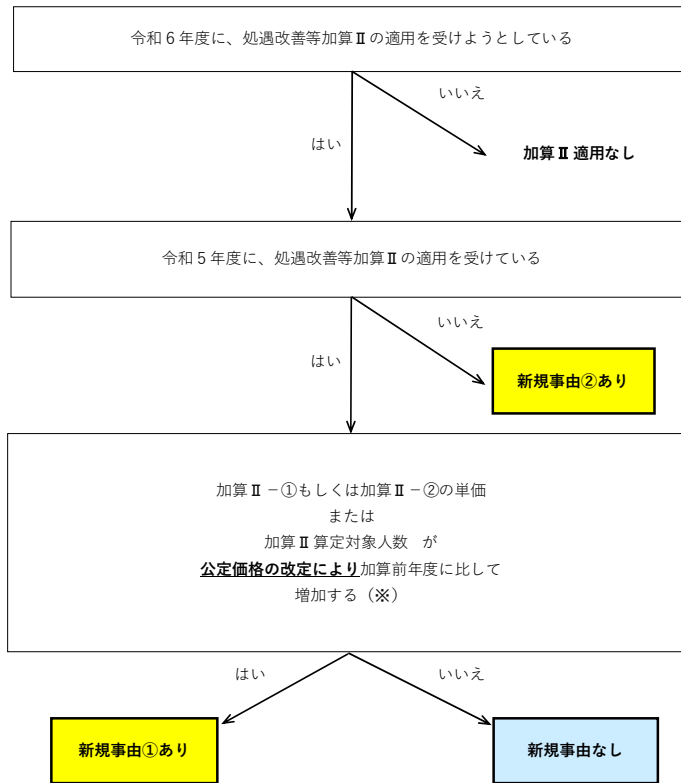 令和６年度に、処遇改善等加算Ⅱの適用を受けようとしている
いいえ
はい
加算Ⅱ適用なし
令和５年度に、処遇改善等加算Ⅱの適用を受けている
いいえ
はい
新規事由②あり
加算Ⅱ－①もしくは加算Ⅱ－②の単価
または
加算Ⅱ算定対象人数　が
公定価格の改定により加算前年度に比して
増加する（※）
はい
いいえ
新規事由①あり
新規事由なし